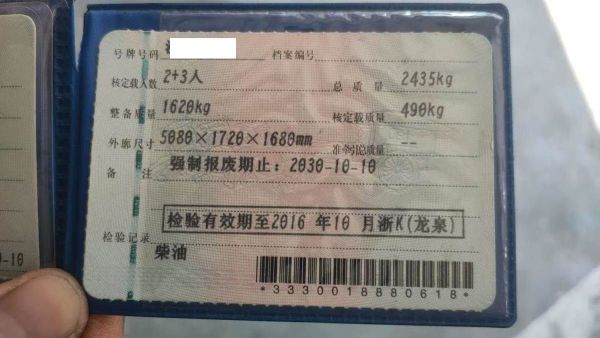 号牌号码 档案编号
核定载人数 2+3人 总质量 2435kg
整备质量 1620kg 核定载质量 490kg
外廓尺寸 5080×1720×1680mm 准牵引总质量 --
备注 强制报废期止：2030-10-10
检验有效期至2016 年10 月浙K(龙泉)
检验记录
柴油
*3330018880618*
-10